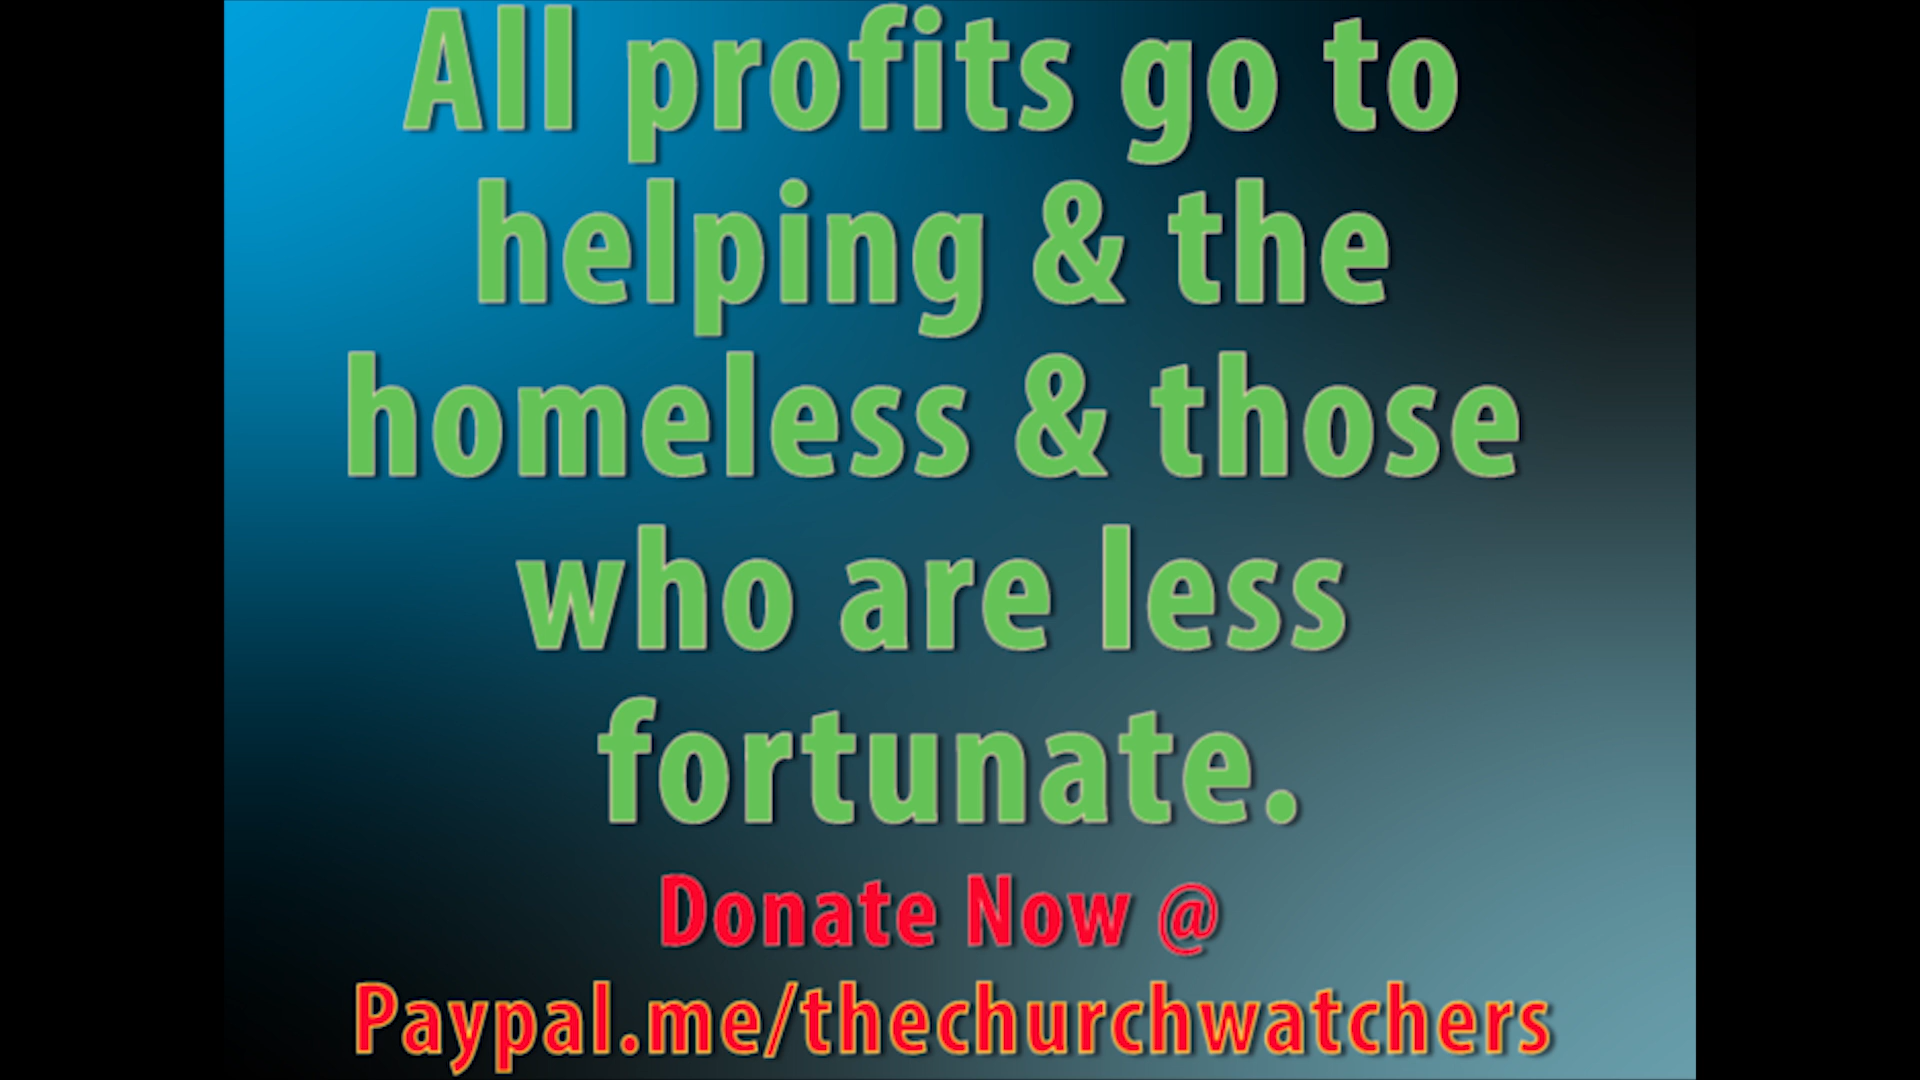 All profits go to
helping & the
homeless & those
who are less
fortunate.
Donate Now @
Paypal.me/thechurchwatchers